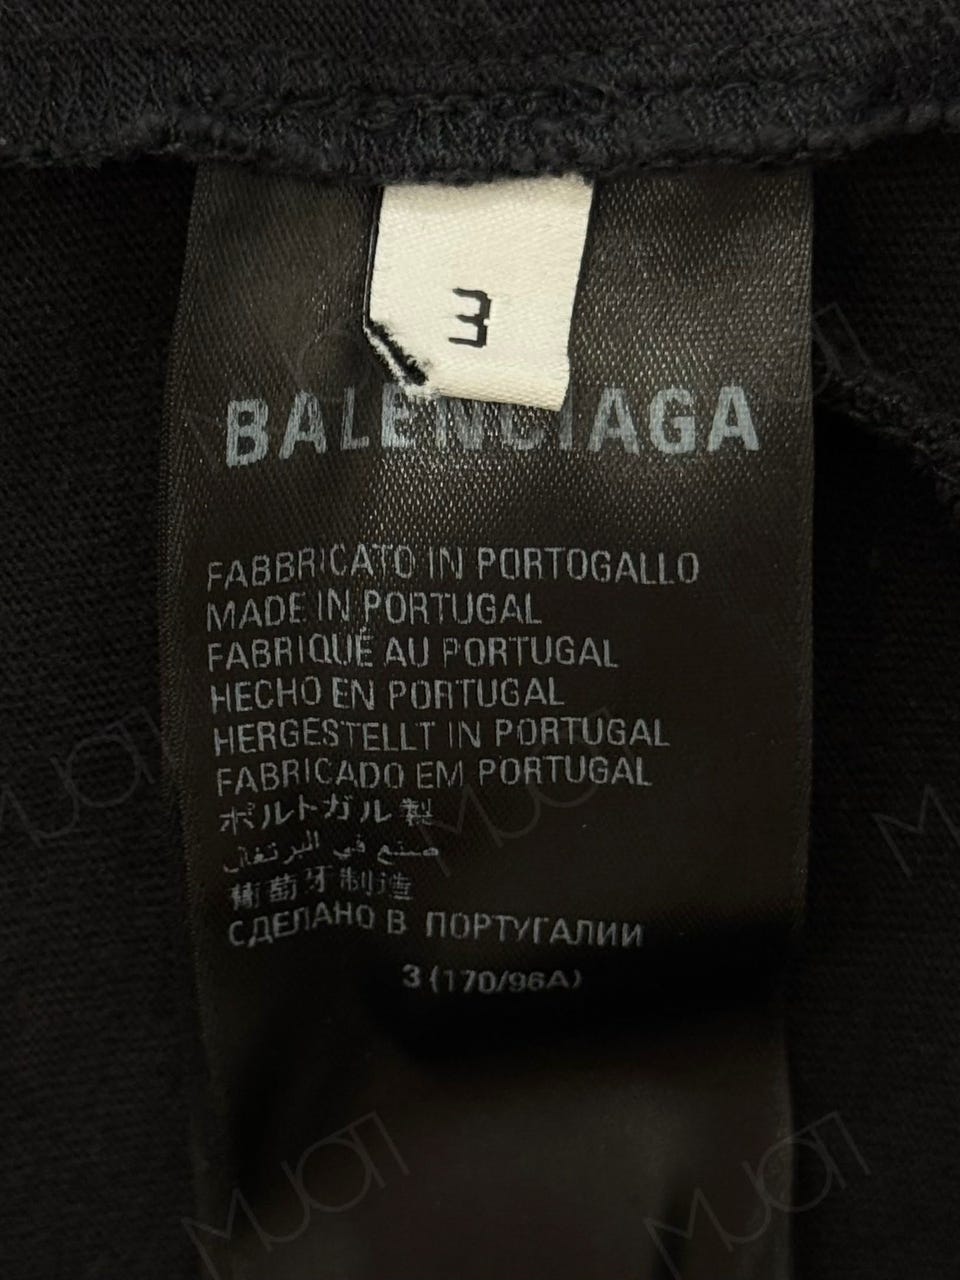 3
BALENCIAGA
FABBRICATO IN PORTOGALLO
MADE IN PORTUGAL
FABRIQUÉ AU PORTUGAL
HECHO EN PORTUGAL
HERGESTELLT IN PORTUGAL
FABRICADO EM PORTUGAL
ポルトガル製
صنع في البرتغال
葡萄牙制造
СДЕЛАНО В ПОРТУГАЛИИ
3 (170/96A)